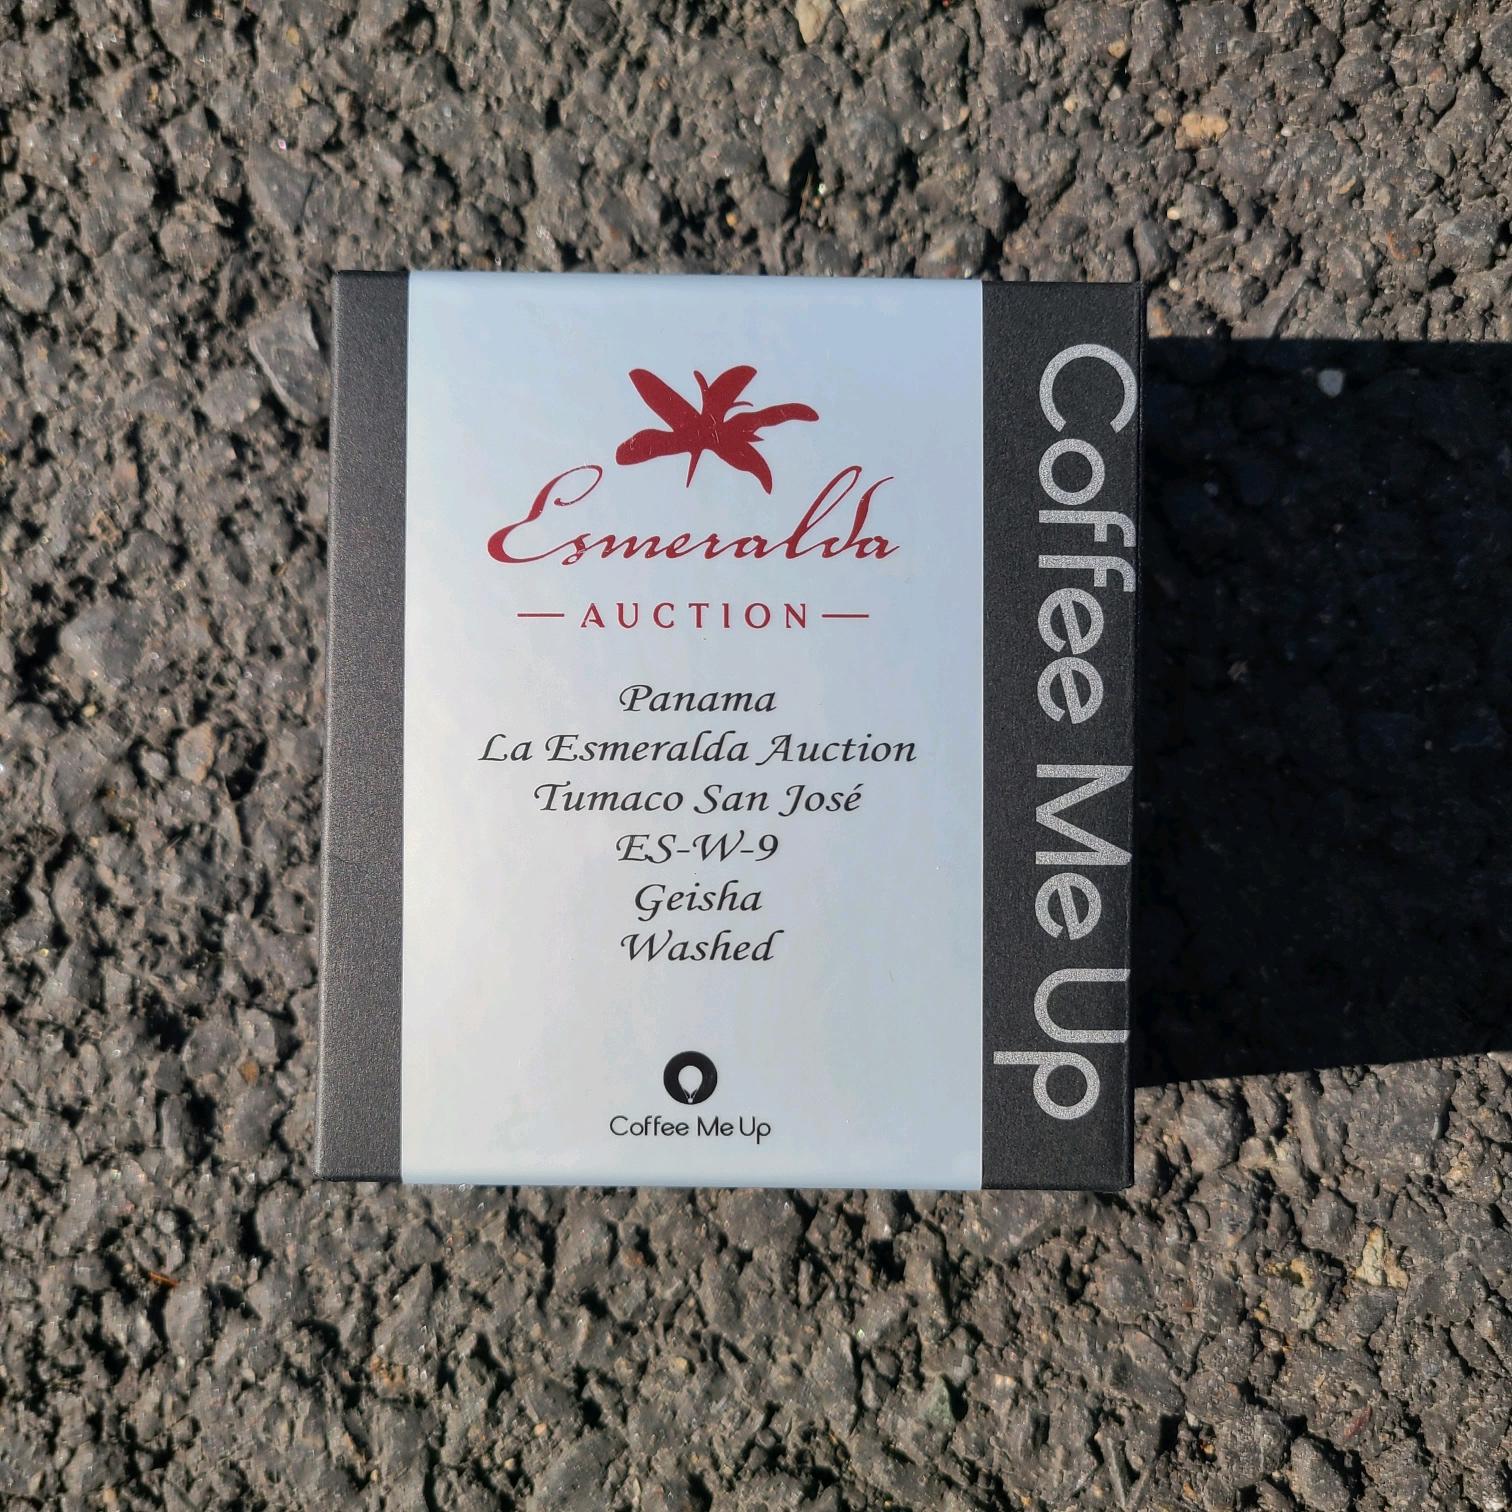 Esmeralda
AUCTION
Panama
La Esmeralda Auction
Tumaco San José
ES-W-9
Geisha
Washed
Coffee Me Up
Coffee Me Up